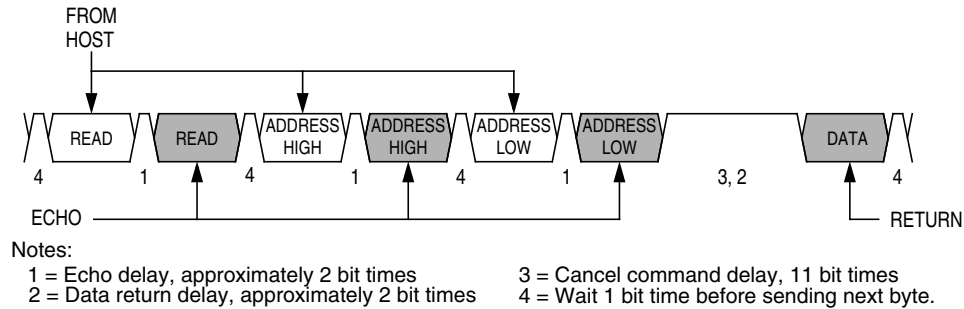 FROM
HOST
READ
READ
ADDRESS
HIGH
ADDRESS
HIGH
ADDRESS
LOW
ADDRESS
LOW
DATA
4
1
4
1
4
1
3, 2
4
ECHO
RETURN
Notes:
1 = Echo delay, approximately 2 bit times
2 = Data return delay, approximately 2 bit times
3 = Cancel command delay, 11 bit times
4 = Wait 1 bit time before sending next byte.